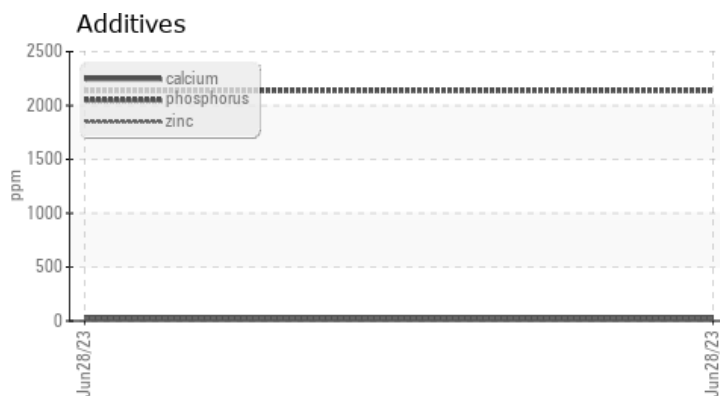 Additives
2500
2000
1500
1000
500
0
ppm
calcium
phosphorus
zinc
Jun28/23
Jun28/23